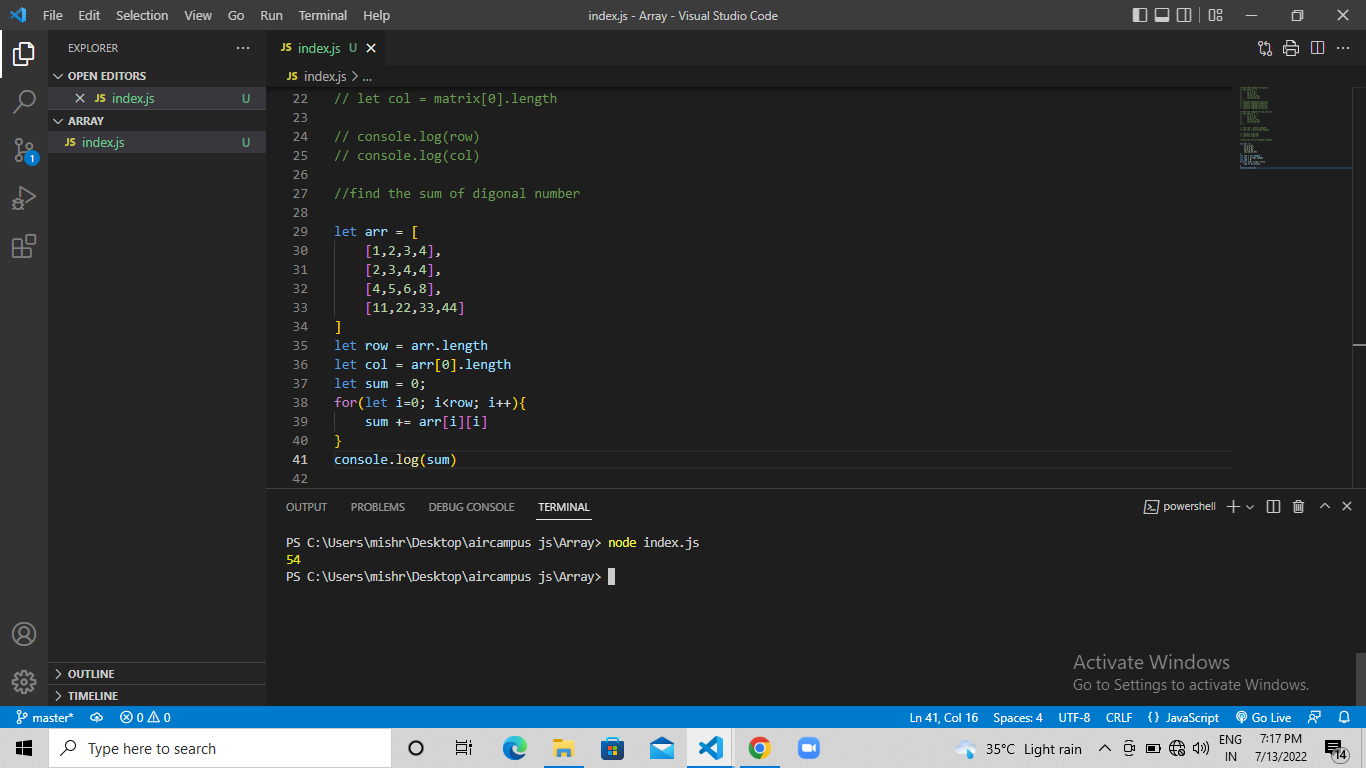 File Edit Selection View Go Run Terminal Help
index.js - Array - Visual Studio Code
EXPLORER
OPEN EDITORS
JS index.js U
ARRAY
JS index.js U
OUTLINE
TIMELINE
JS index.js U
JS index.js > ...
22 // let col = matrix[0].length
23
24 // console.log(row)
25 // console.log(col)
26
27 //find the sum of digonal number
28
29 let arr = [
30 [1,2,3,4],
31 [2,3,4,4],
32 [4,5,6,8],
33 [11,22,33,44]
34 ]
35 let row = arr.length
36 let col = arr[0].length
37 let sum = 0;
38 for(let i=0; i<row; i++){
39 sum += arr[i][i]
40 }
41 console.log(sum)
42
OUTPUT PROBLEMS DEBUG CONSOLE TERMINAL
powershell
PS C:\Users\mishr\Desktop\aircampus js\Array> node index.js
54
PS C:\Users\mishr\Desktop\aircampus js\Array>
Activate Windows
Go to Settings to activate Windows.
1
master* 0 0
Ln 41, Col 16 Spaces: 4 UTF-8 CRLF {} JavaScript Go Live
Type here to search
35°C Light rain
ENG
IN
7:17 PM
7/13/2022
14